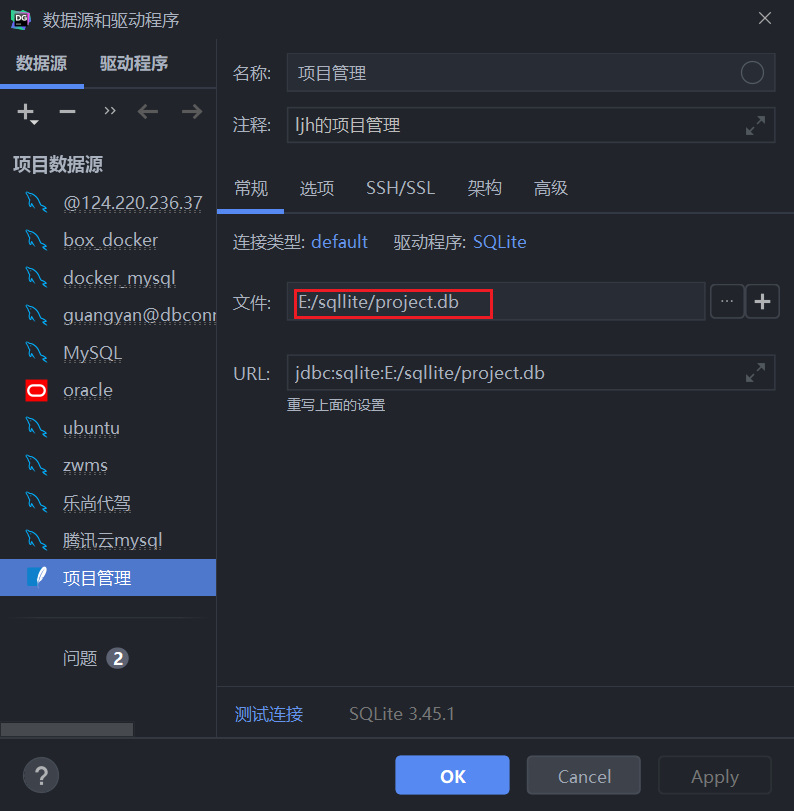 数据源和驱动程序
数据源 驱动程序
项目数据源
@124.220.236.37
box_docker
docker_mysql
guangyan@dbconn
MySQL
oracle
ubuntu
zwms
乐尚代驾
腾讯云mysql
项目管理
问题 2
名称: 项目管理
注释: ljh的项目管理
常规 选项 SSH/SSL 架构 高级
连接类型: default 驱动程序: SQLite
文件: E:/sqllite/project.db
URL: jdbc:sqlite:E:/sqllite/project.db
重写上面的设置
测试连接 SQLite 3.45.1
OK Cancel Apply